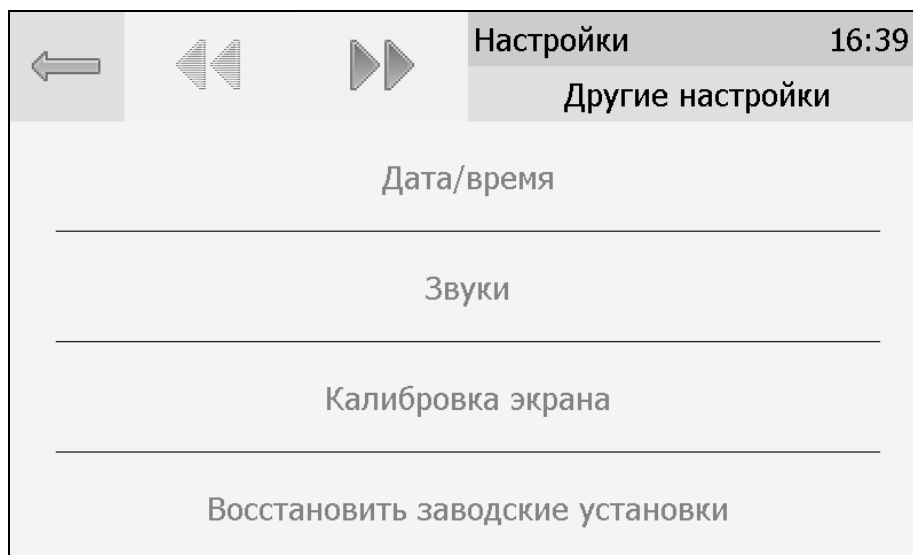 Настройки 16:39
Другие настройки
Дата/время
Звуки
Калибровка экрана
Восстановить заводские установки